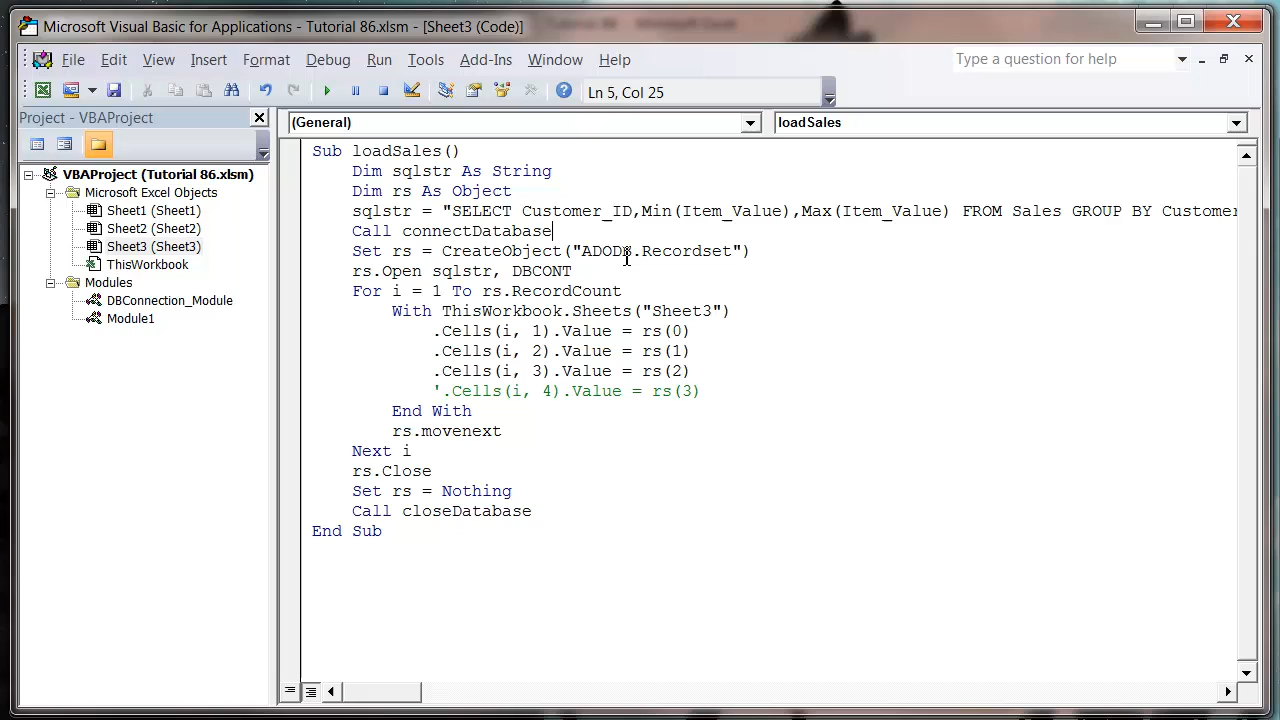 Microsoft Visual Basic for Applications - Tutorial 86.xlsm - [Sheet3 (Code)]
File Edit View Insert Format Debug Run Tools Add-Ins Window Help
Type a question for help
Ln 5, Col 25
Project - VBAProject
(General)
loadSales
VBAProject (Tutorial 86.xlsm)
Microsoft Excel Objects
Sheet1 (Sheet1)
Sheet2 (Sheet2)
Sheet3 (Sheet3)
ThisWorkbook
Modules
DBConnection_Module
Module1
Sub loadSales()
Dim sqlstr As String
Dim rs As Object
sqlstr = "SELECT Customer_ID,Min(Item_Value),Max(Item_Value) FROM Sales GROUP BY Customer
Call connectDatabase
Set rs = CreateObject("ADODB.Recordset")
rs.Open sqlstr, DBCONT
For i = 1 To rs.RecordCount
With ThisWorkbook.Sheets("Sheet3")
.Cells(i, 1).Value = rs(0)
.Cells(i, 2).Value = rs(1)
.Cells(i, 3).Value = rs(2)
'.Cells(i, 4).Value = rs(3)
End With
rs.movenext
Next i
rs.Close
Set rs = Nothing
Call closeDatabase
End Sub